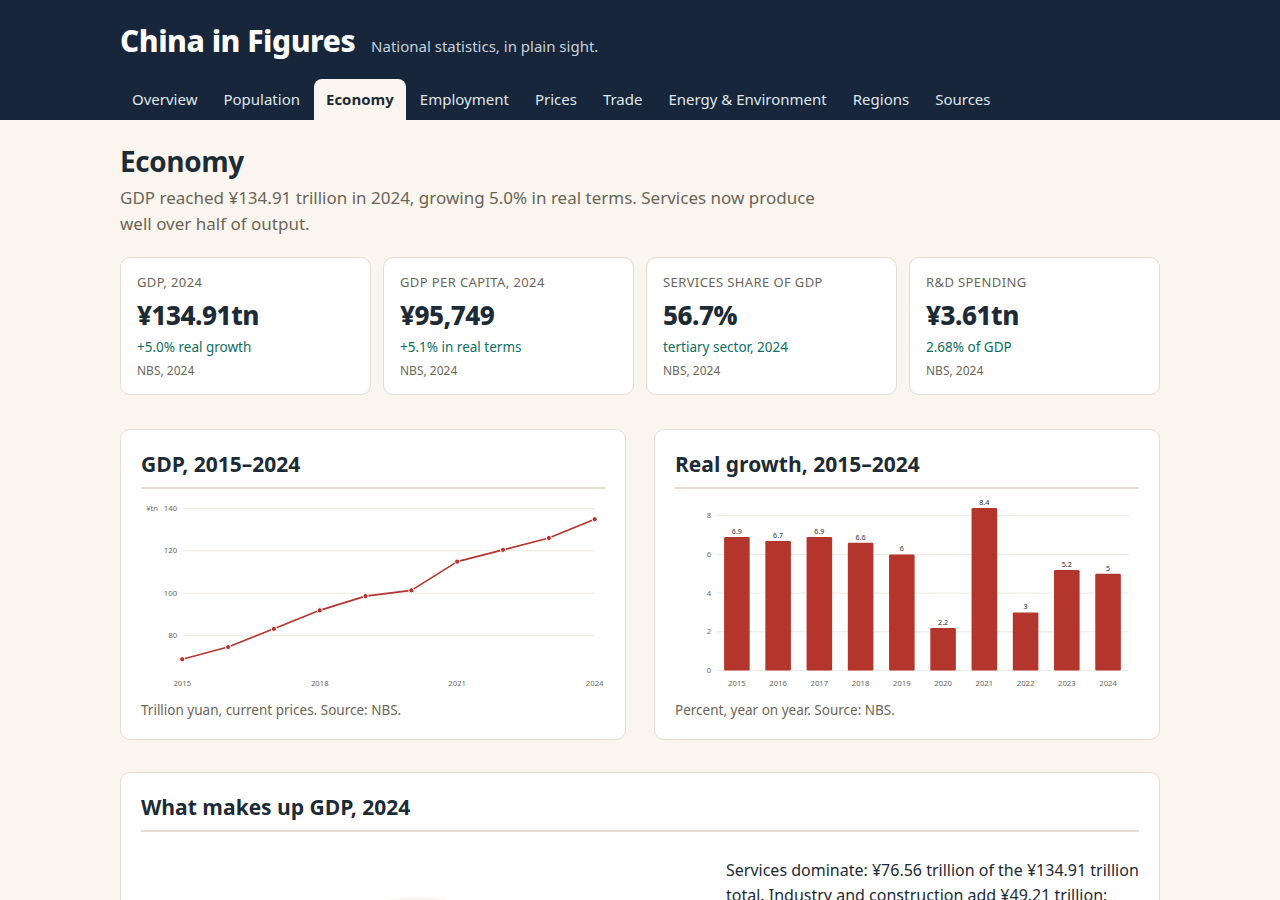 China in Figures National statistics, in plain sight.
Overview Population Economy Employment Prices Trade Energy & Environment Regions Sources
Economy
GDP reached ¥134.91 trillion in 2024, growing 5.0% in real terms. Services now produce
well over half of output.
GDP, 2024
¥134.91tn
+5.0% real growth
NBS, 2024
GDP PER CAPITA, 2024
¥95,749
+5.1% in real terms
NBS, 2024
SERVICES SHARE OF GDP
56.7%
tertiary sector, 2024
NBS, 2024
R&D SPENDING
¥3.61tn
2.68% of GDP
NBS, 2024
GDP, 2015–2024
¥tn 140
120
100
80
2015 2018 2021 2024
Trillion yuan, current prices. Source: NBS.
Real growth, 2015–2024
8
6
4
2
0
6.9 6.7 6.9 6.6 6 2.2 8.4 3 5.2 5
2015 2016 2017 2018 2019 2020 2021 2022 2023 2024
Percent, year on year. Source: NBS.
What makes up GDP, 2024
Services dominate: ¥76.56 trillion of the ¥134.91 trillion
total. Industry and construction add ¥49.21 trillion;